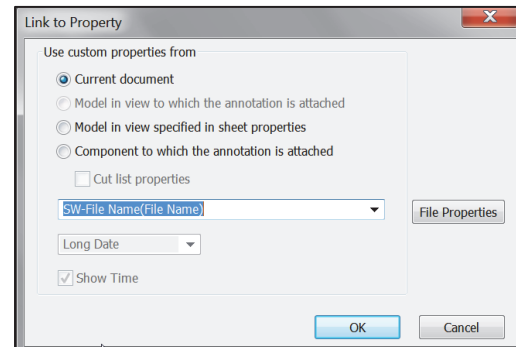 Link to Property
X
Use custom properties from
Current document
Model in view to which the annotation is attached
Model in view specified in sheet properties
Component to which the annotation is attached
Cut list properties
SW-File Name(File Name)
File Properties
Long Date
Show Time
OK
Cancel